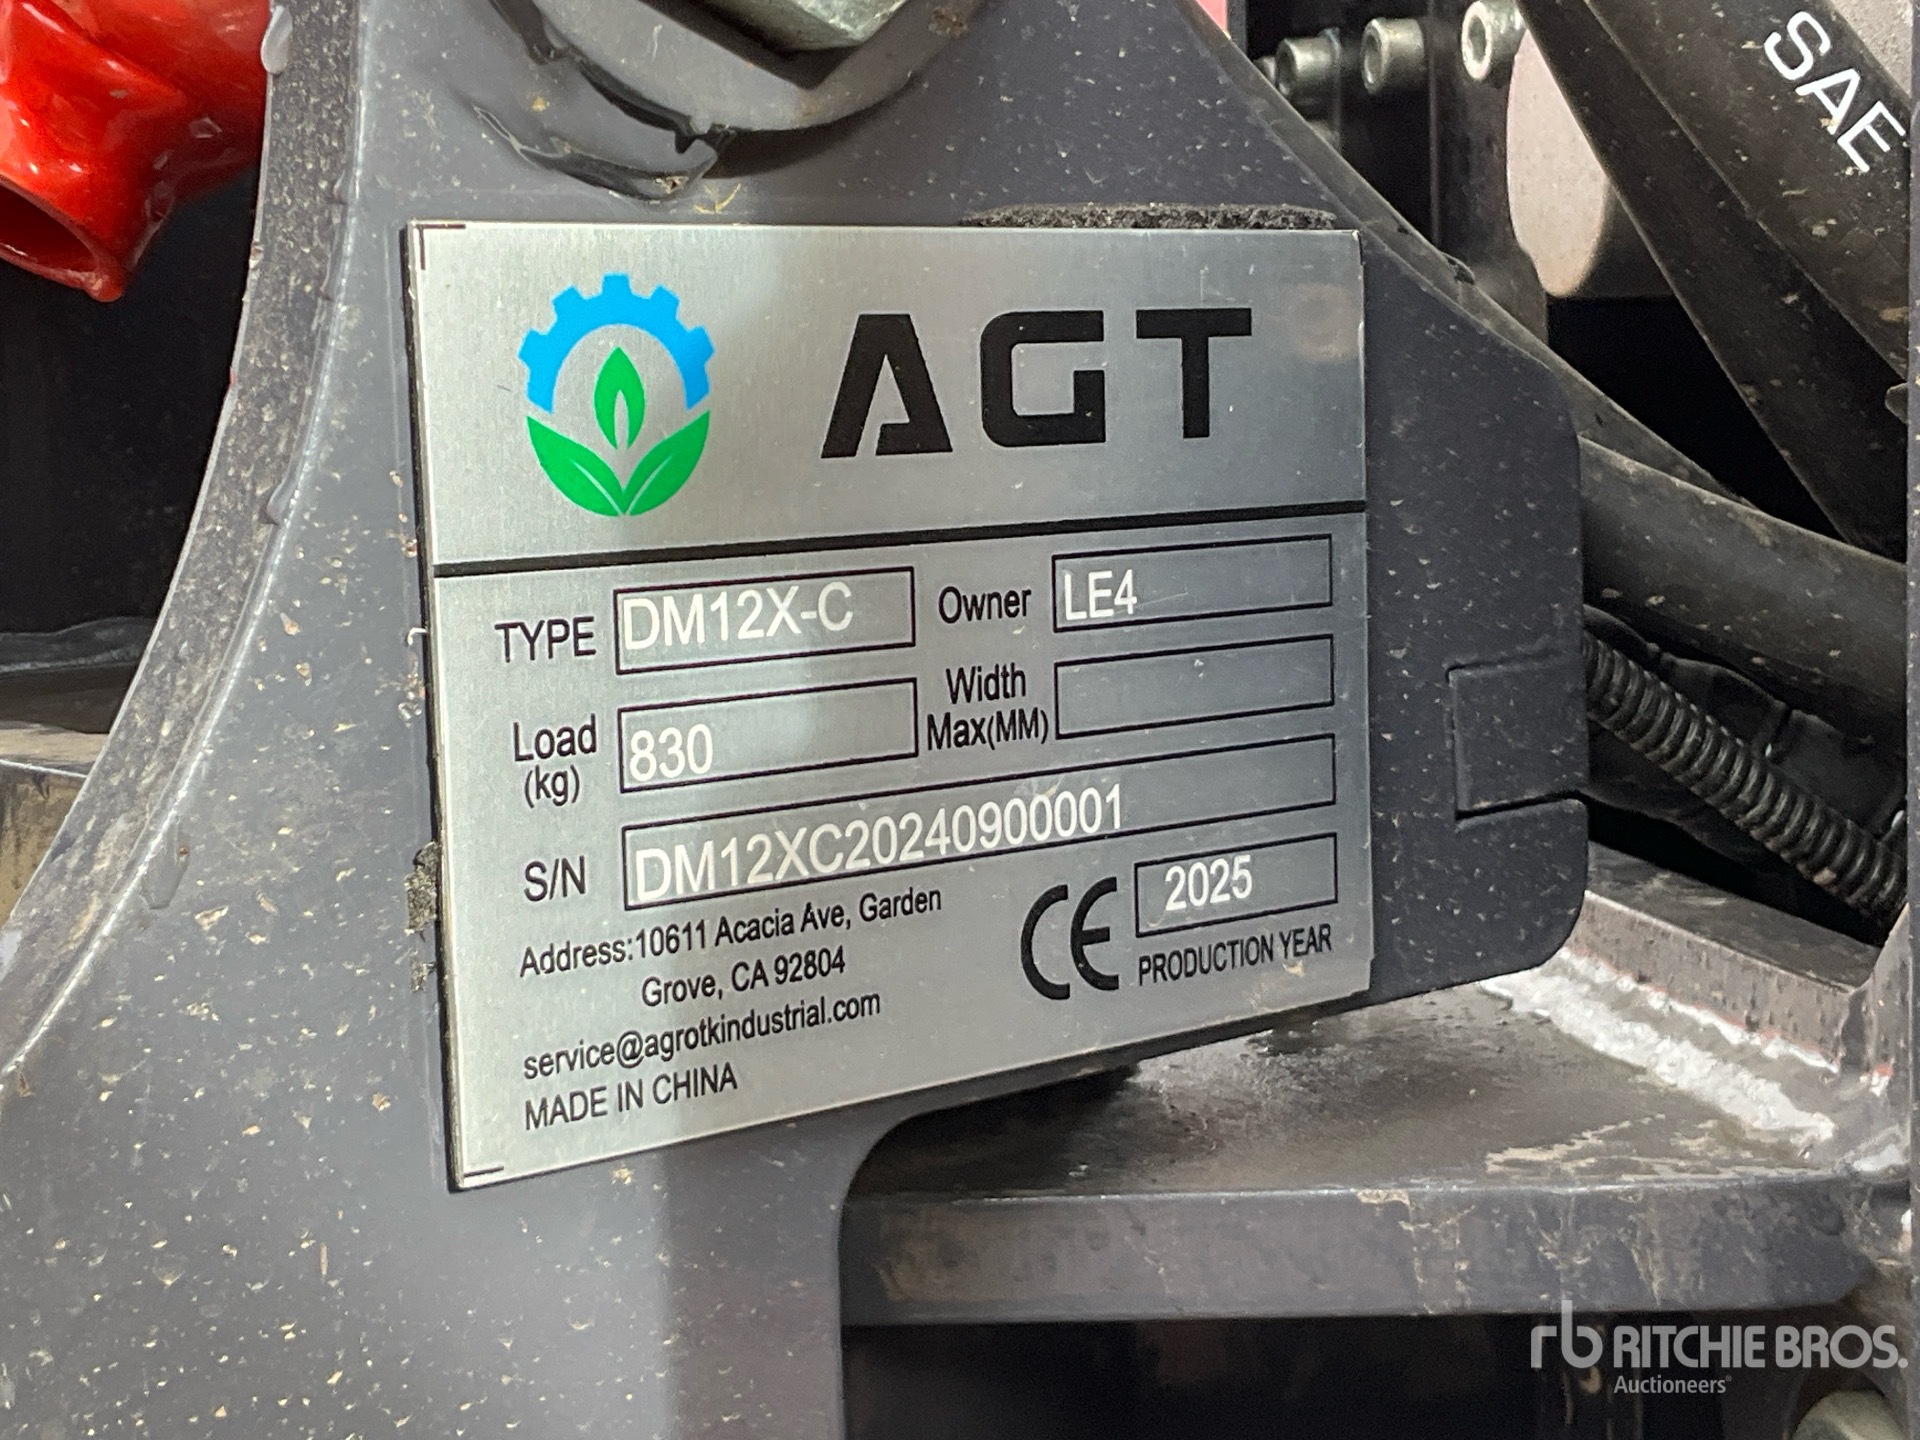 SAE
AGT
TYPE DM12X-C Owner LE4
Load (kg) 830 Width Max(MM)
S/N DM12XC20240900001
Address:10611 Acacia Ave, Garden
Grove, CA 92804
service@agrotkindustrial.com
MADE IN CHINA
CE 2025
PRODUCTION YEAR
rb RITCHIE BROS.
Auctioneers